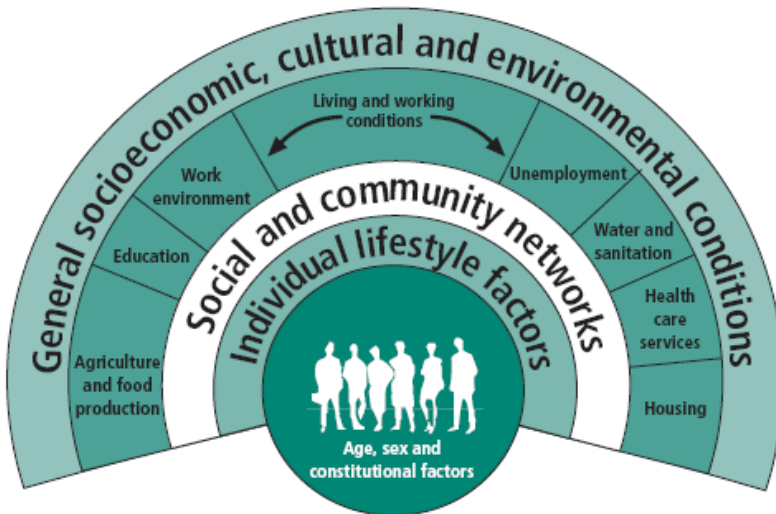 General socioeconomic, cultural and environmental conditions
Living and working
conditions
Work
environment
Unemployment
Education
Water and
sanitation
Agriculture
and food
production
Health
care
services
Housing
Social and community networks
Individual lifestyle factors
Age, sex and
constitutional factors